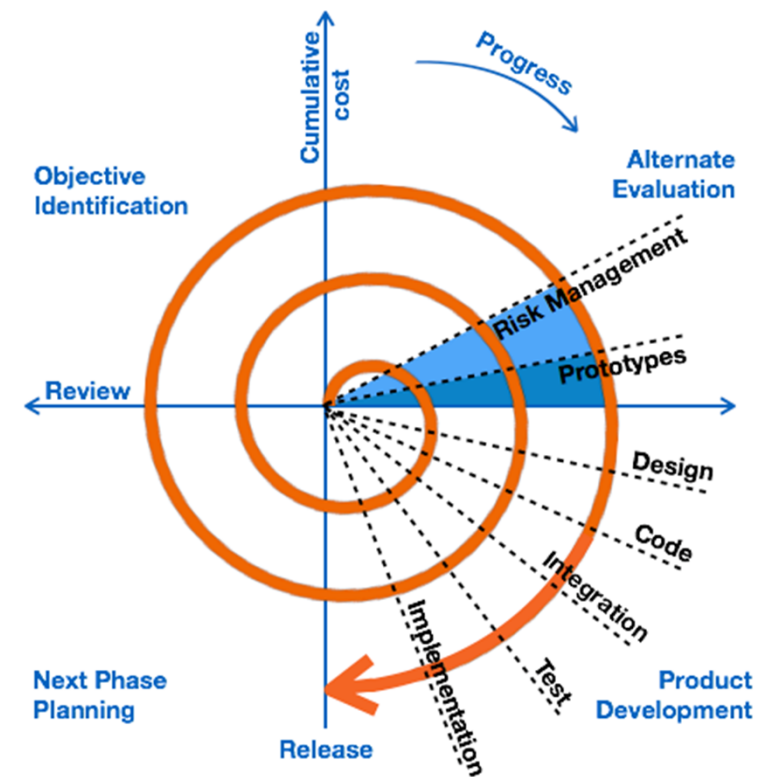 Cumulative
cost
Progress
Objective
Identification
Alternate
Evaluation
Risk Management
Prototypes
Review
Design
Code
Integration
Test
Implementation
Next Phase
Planning
Product
Development
Release